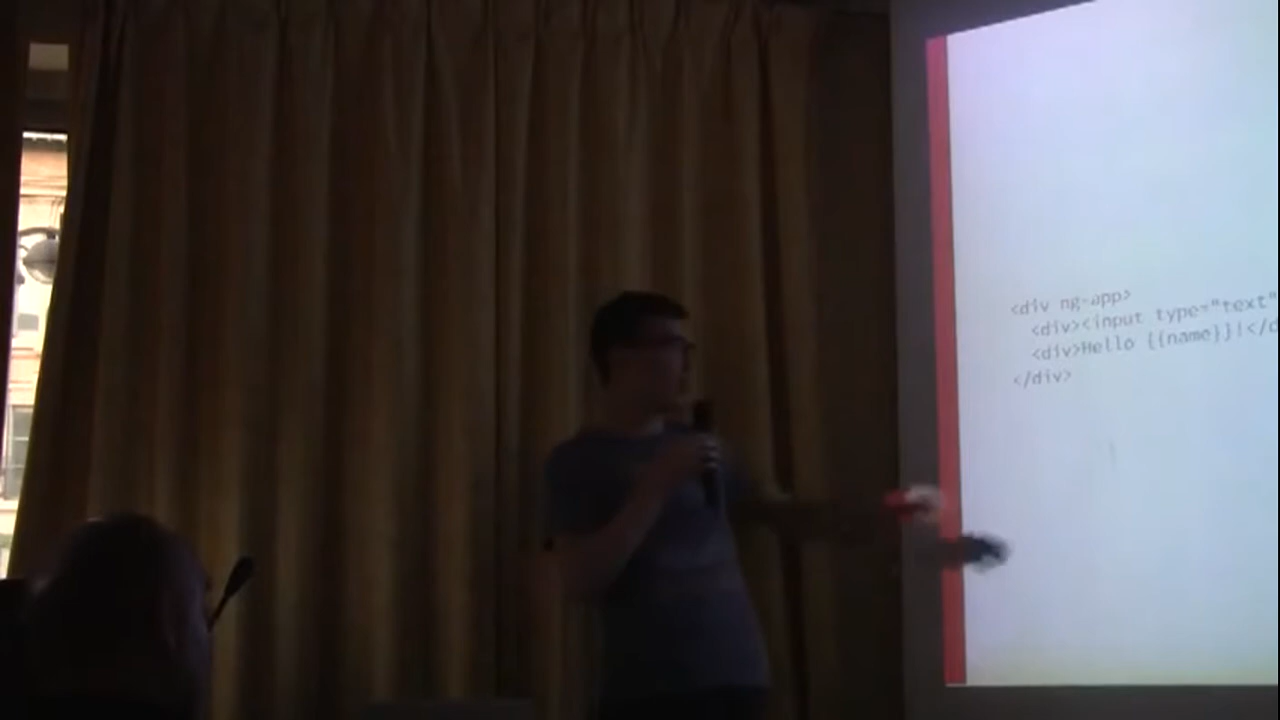 <div ng-app>
<div><input type="text"
<div>Hello {{name}}!</d
</div>